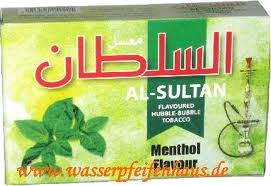 معسل
السلطان
AL-SULTAN
FLAVOURED
HUBBLE-BUBBLE
TOBACCO
Menthol
Flavour
www.wasserpfeifenhaus.de